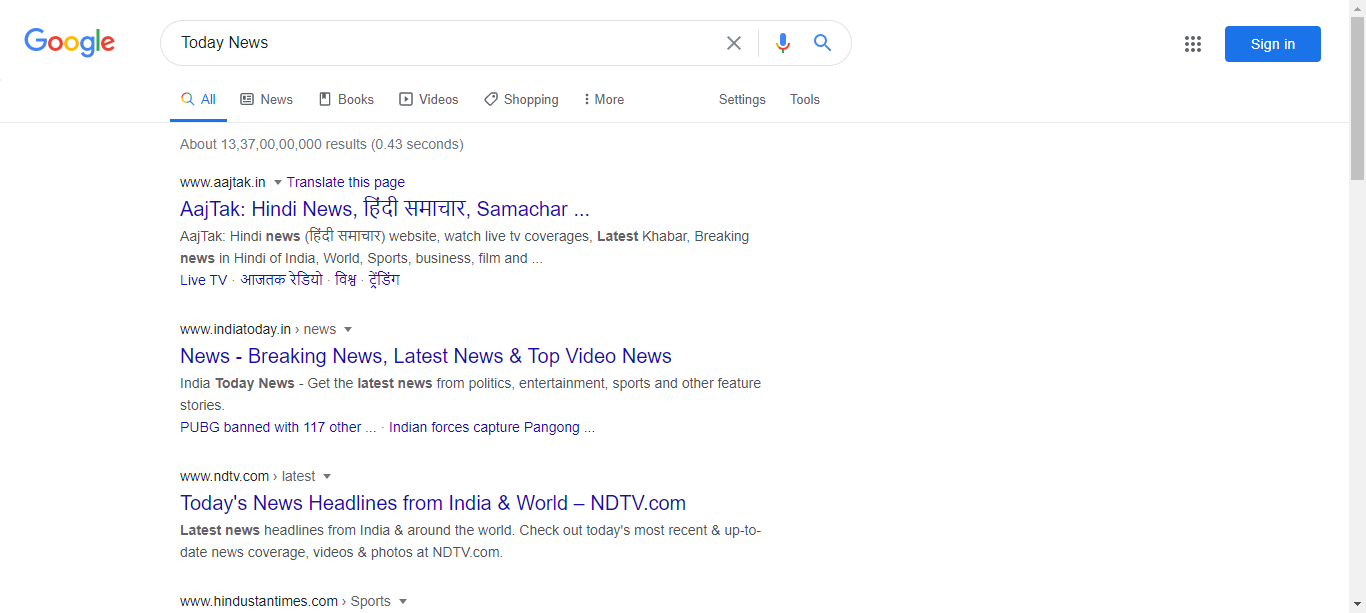 Google
Today News
Sign in
All News Books Videos Shopping More Settings Tools
About 13,37,00,00,000 results (0.43 seconds)
www.aajtak.in Translate this page
AajTak: Hindi News, हिंदी समाचार, Samachar ...
AajTak: Hindi news (हिंदी समाचार) website, watch live tv coverages, Latest Khabar, Breaking
news in Hindi of India, World, Sports, business, film and ...
Live TV · आजतक रेडियो · विश्व · ट्रेंडिंग
www.indiatoday.in › news
News - Breaking News, Latest News & Top Video News
India Today News - Get the latest news from politics, entertainment, sports and other feature
stories.
PUBG banned with 117 other ... · Indian forces capture Pangong ...
www.ndtv.com › latest
Today's News Headlines from India & World – NDTV.com
Latest news headlines from India & around the world. Check out today's most recent & up-to-
date news coverage, videos & photos at NDTV.com.
www.hindustantimes.com › Sports